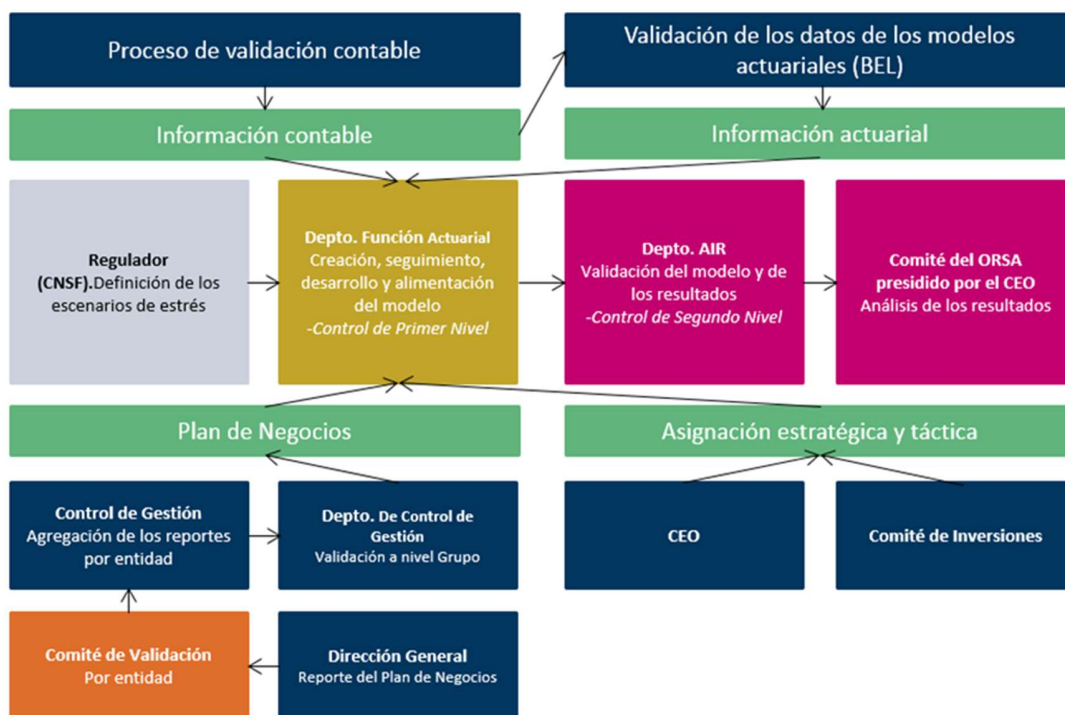 Proceso de validación contable
Validación de los datos de los modelos
actuariales (BEL)
Información contable
Información actuarial
Regulador
(CNSF).Definición de los
escenarios de estrés
Depto. Función Actuarial
Creación, seguimiento,
desarrollo y alimentación
del modelo
-Control de Primer Nivel
Depto. AIR
Validación del modelo y de
los resultados
-Control de Segundo Nivel
Comité del ORSA
presidido por el CEO
Análisis de los resultados
Plan de Negocios
Asignación estratégica y táctica
Control de Gestión
Agregación de los reportes
por entidad
Depto. De Control de
Gestión
Validación a nivel Grupo
CEO
Comité de Inversiones
Comité de Validación
Por entidad
Dirección General
Reporte del Plan de Negocios